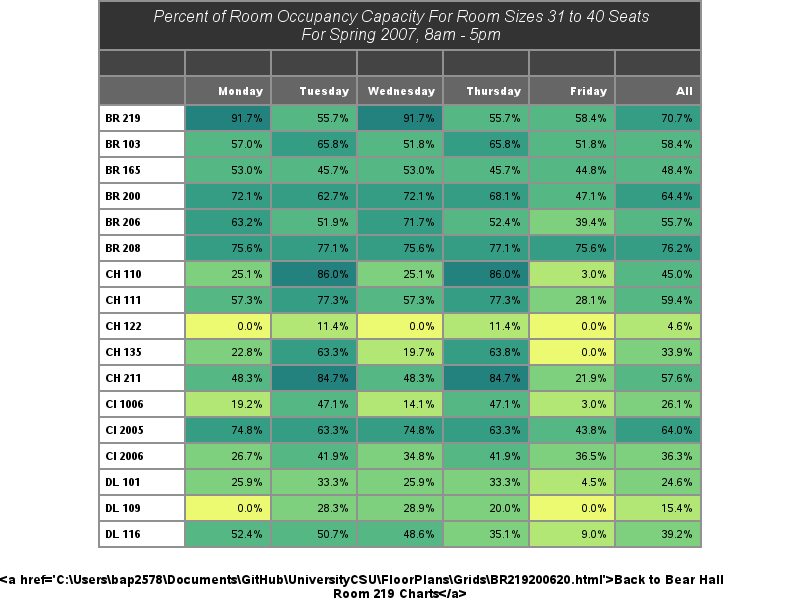 Percent of Room Occupancy Capacity For Room Sizes 31 to 40 Seats
For Spring 2007, 8am - 5pm
Monday Tuesday Wednesday Thursday Friday All
BR 219 91.7% 55.7% 91.7% 55.7% 58.4% 70.7%
BR 103 57.0% 65.8% 51.8% 65.8% 51.8% 58.4%
BR 165 53.0% 45.7% 53.0% 45.7% 44.8% 48.4%
BR 200 72.1% 62.7% 72.1% 68.1% 47.1% 64.4%
BR 206 63.2% 51.9% 71.7% 52.4% 39.4% 55.7%
BR 208 75.6% 77.1% 75.6% 77.1% 75.6% 76.2%
CH 110 25.1% 86.0% 25.1% 86.0% 3.0% 45.0%
CH 111 57.3% 77.3% 57.3% 77.3% 28.1% 59.4%
CH 122 0.0% 11.4% 0.0% 11.4% 0.0% 4.6%
CH 135 22.8% 63.3% 19.7% 63.8% 0.0% 33.9%
CH 211 48.3% 84.7% 48.3% 84.7% 21.9% 57.6%
CI 1006 19.2% 47.1% 14.1% 47.1% 3.0% 26.1%
CI 2005 74.8% 63.3% 74.8% 63.3% 43.8% 64.0%
CI 2006 26.7% 41.9% 34.8% 41.9% 36.5% 36.3%
DL 101 25.9% 33.3% 25.9% 33.3% 4.5% 24.6%
DL 109 0.0% 28.3% 28.9% 20.0% 0.0% 15.4%
DL 116 52.4% 50.7% 48.6% 35.1% 9.0% 39.2%
<a href='C:\Users\bap2578\Documents\GitHub\UniversityCSU\FloorPlans\Grids\BR219200620.html'>Back to Bear Hall
Room 219 Charts</a>